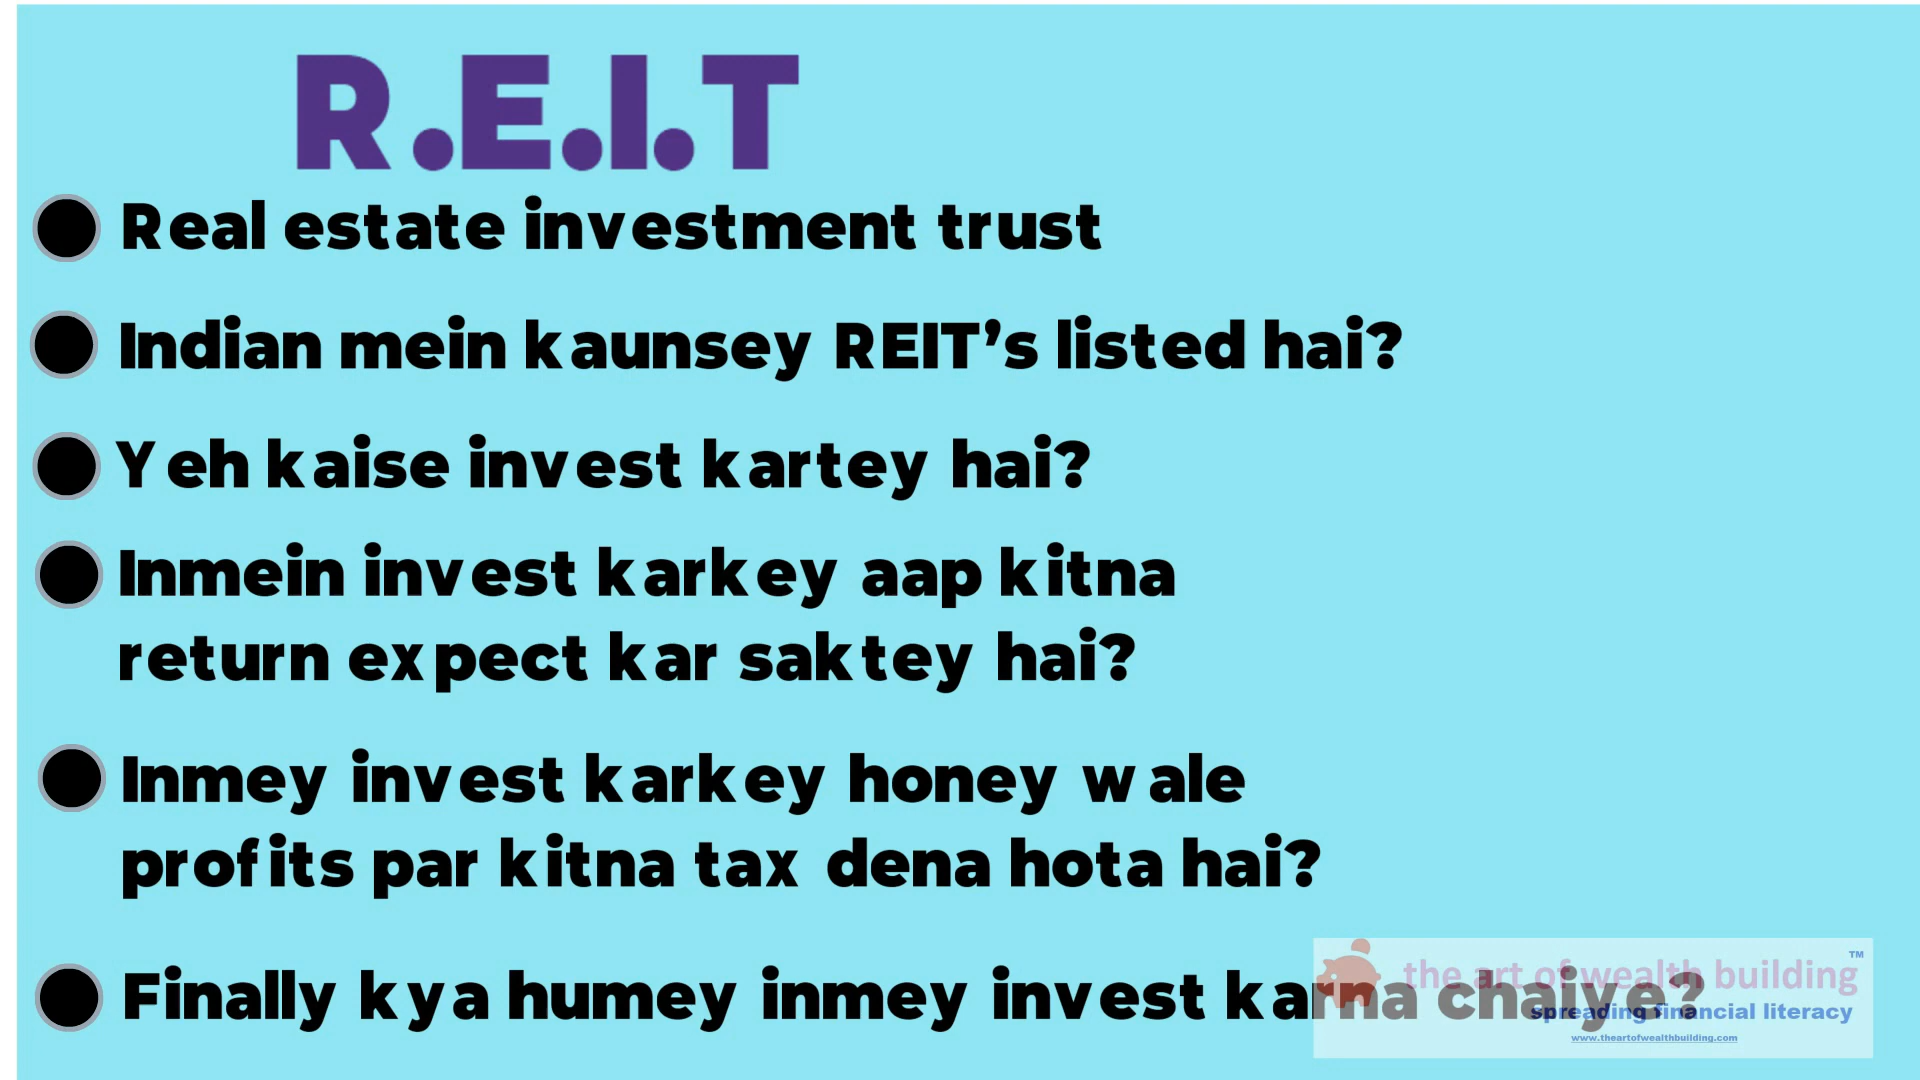 R.E.I.T
Real estate investment trust
Indian mein kaunsey REIT’s listed hai?
Yeh kaise invest kartey hai?
Inmein invest karkey aap kitna
return expect kar saktey hai?
Inmey invest karkey honey wale
profits par kitna tax dena hota hai?
Finally kya humey inmey invest karna chaiye?
the art of wealth building™
spreading financial literacy
www.theartofwealthbuilding.com